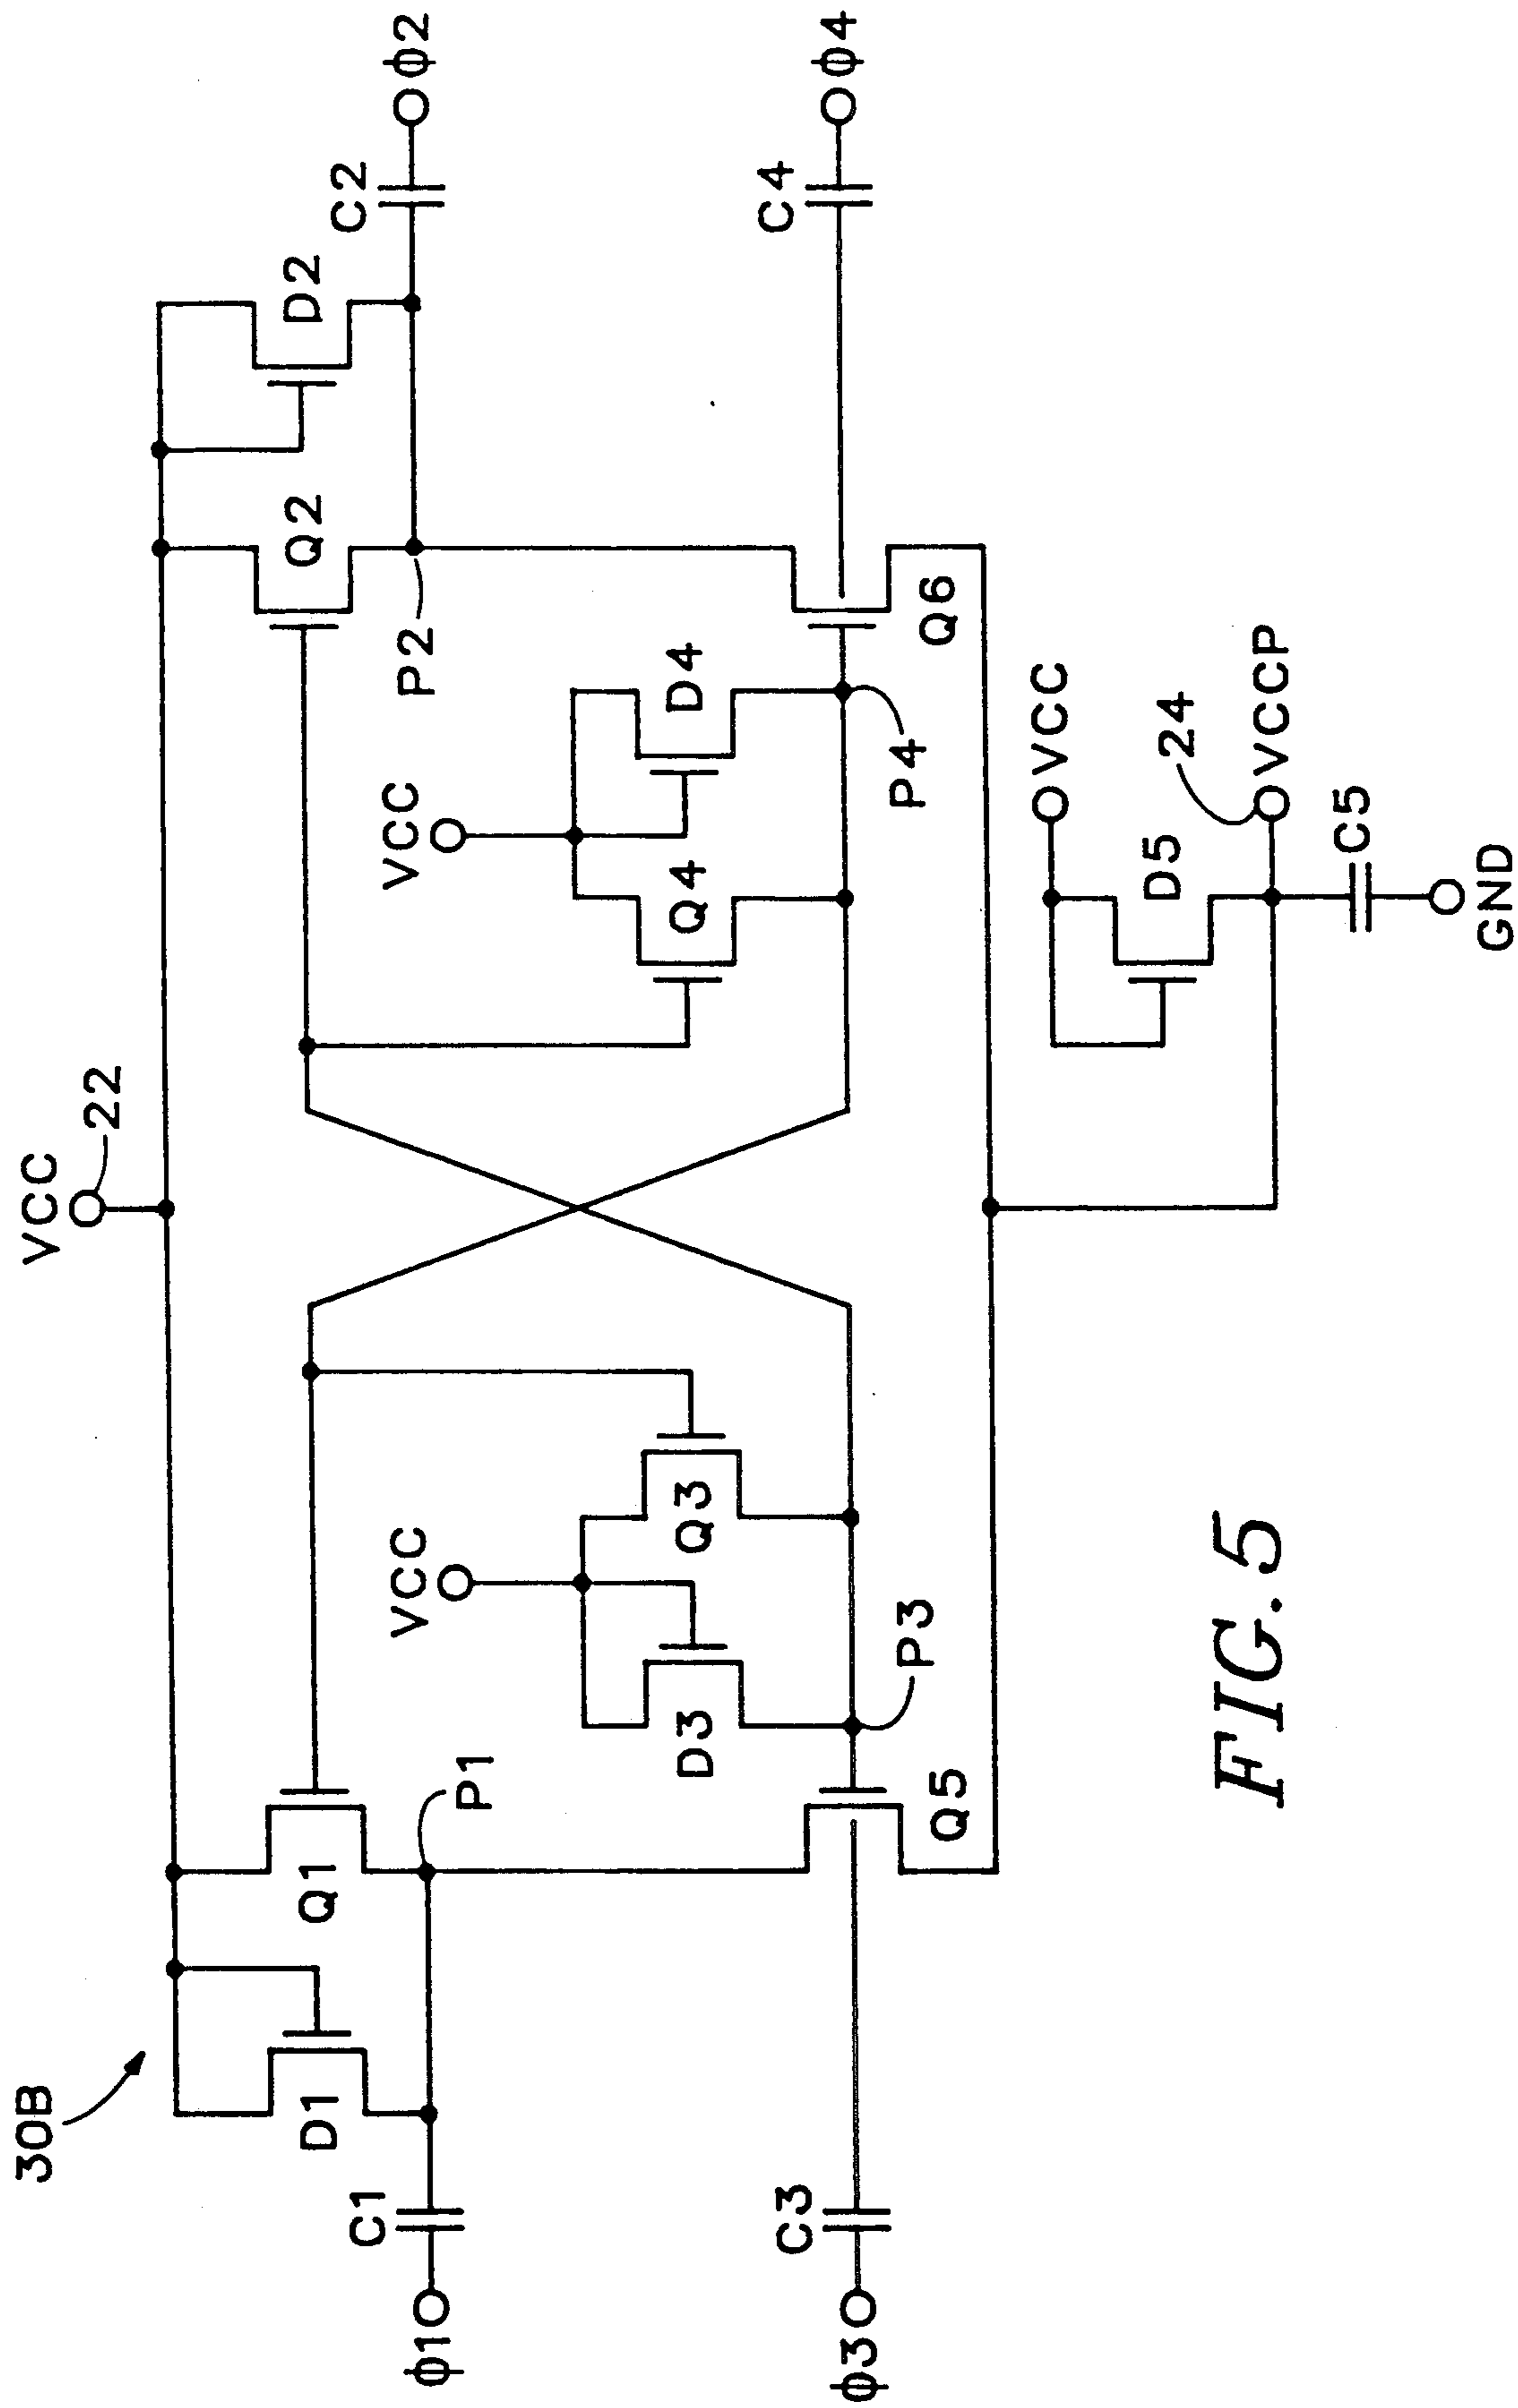 30B
VCC
22
D1
Q1
Q2
D2
C1
C2
ϕ1
ϕ2
P1
P2
VCC
VCC
D3
Q3
Q4
D4
C3
C4
ϕ3
ϕ4
P3
P4
Q5
Q6
VCC
D5
24
VCCP
C5
GND
FIG. 5